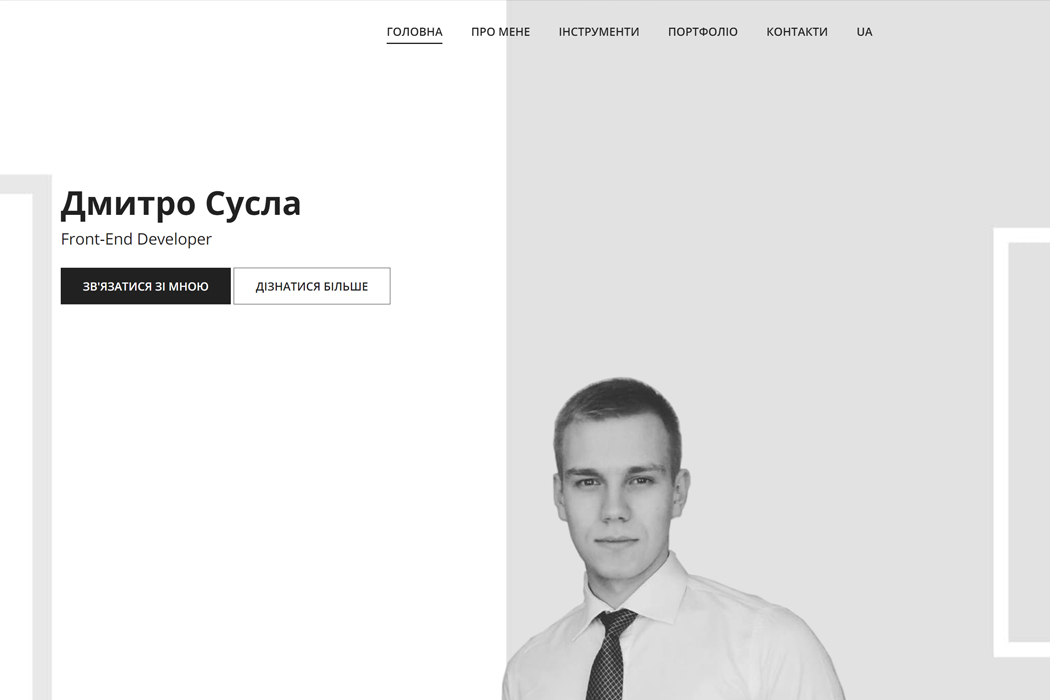 ГОЛОВНА ПРО МЕНЕ ІНСТРУМЕНТИ ПОРТФОЛІО КОНТАКТИ UA
Дмитро Сусла
Front-End Developer
ЗВ'ЯЗАТИСЯ ЗІ МНОЮ ДІЗНАТИСЯ БІЛЬШЕ